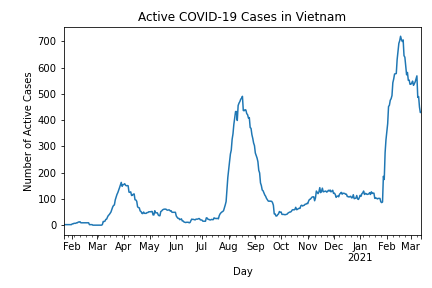 Active COVID-19 Cases in Vietnam
Number of Active Cases
700
600
500
400
300
200
100
0
Feb Mar Apr May Jun Jul Aug Sep Oct Nov Dec Jan Feb Mar
2021
Day